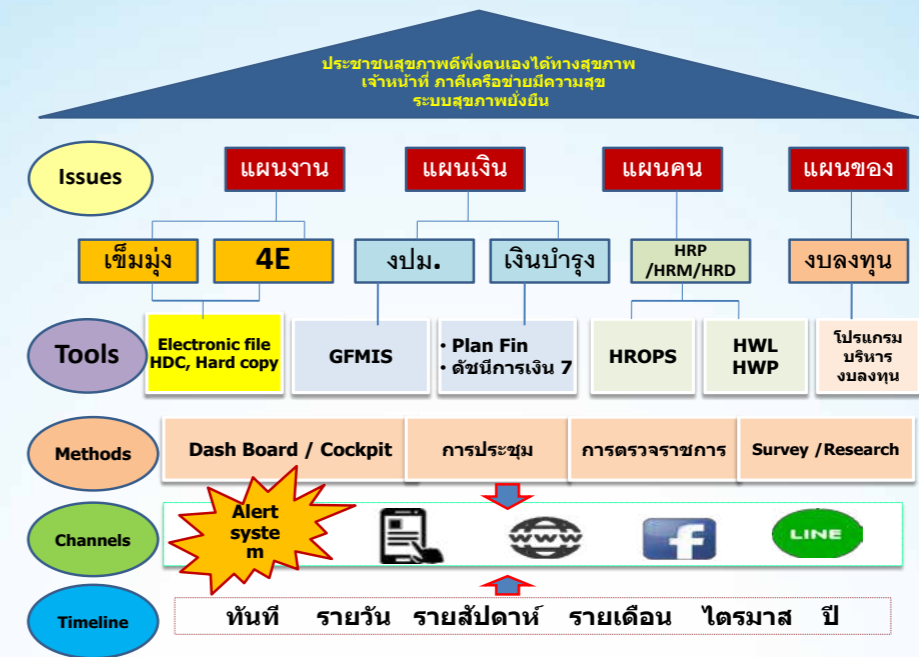 ประชาชนสุขภาพดีพึ่งตนเองได้ทางสุขภาพ
เจ้าหน้าที่ ภาคีเครือข่ายมีความสุข
ระบบสุขภาพยั่งยืน
Issues
แผนงาน
แผนเงิน
แผนคน
แผนของ
เข็มมุ่ง
4E
งปม.
เงินบำรุง
HRP
/HRM/HRD
งบลงทุน
Tools
Electronic file
HDC, Hard copy
GFMIS
• Plan Fin
• ดัชนีการเงิน 7
HROPS
HWL
HWP
โปรแกรม
บริหาร
งบลงทุน
Methods
Dash Board / Cockpit
การประชุม
การตรวจราชการ
Survey /Research
Channels
Alert
syste
m
www
f
LINE
Timeline
ทันที รายวัน รายสัปดาห์ รายเดือน ไตรมาส ปี